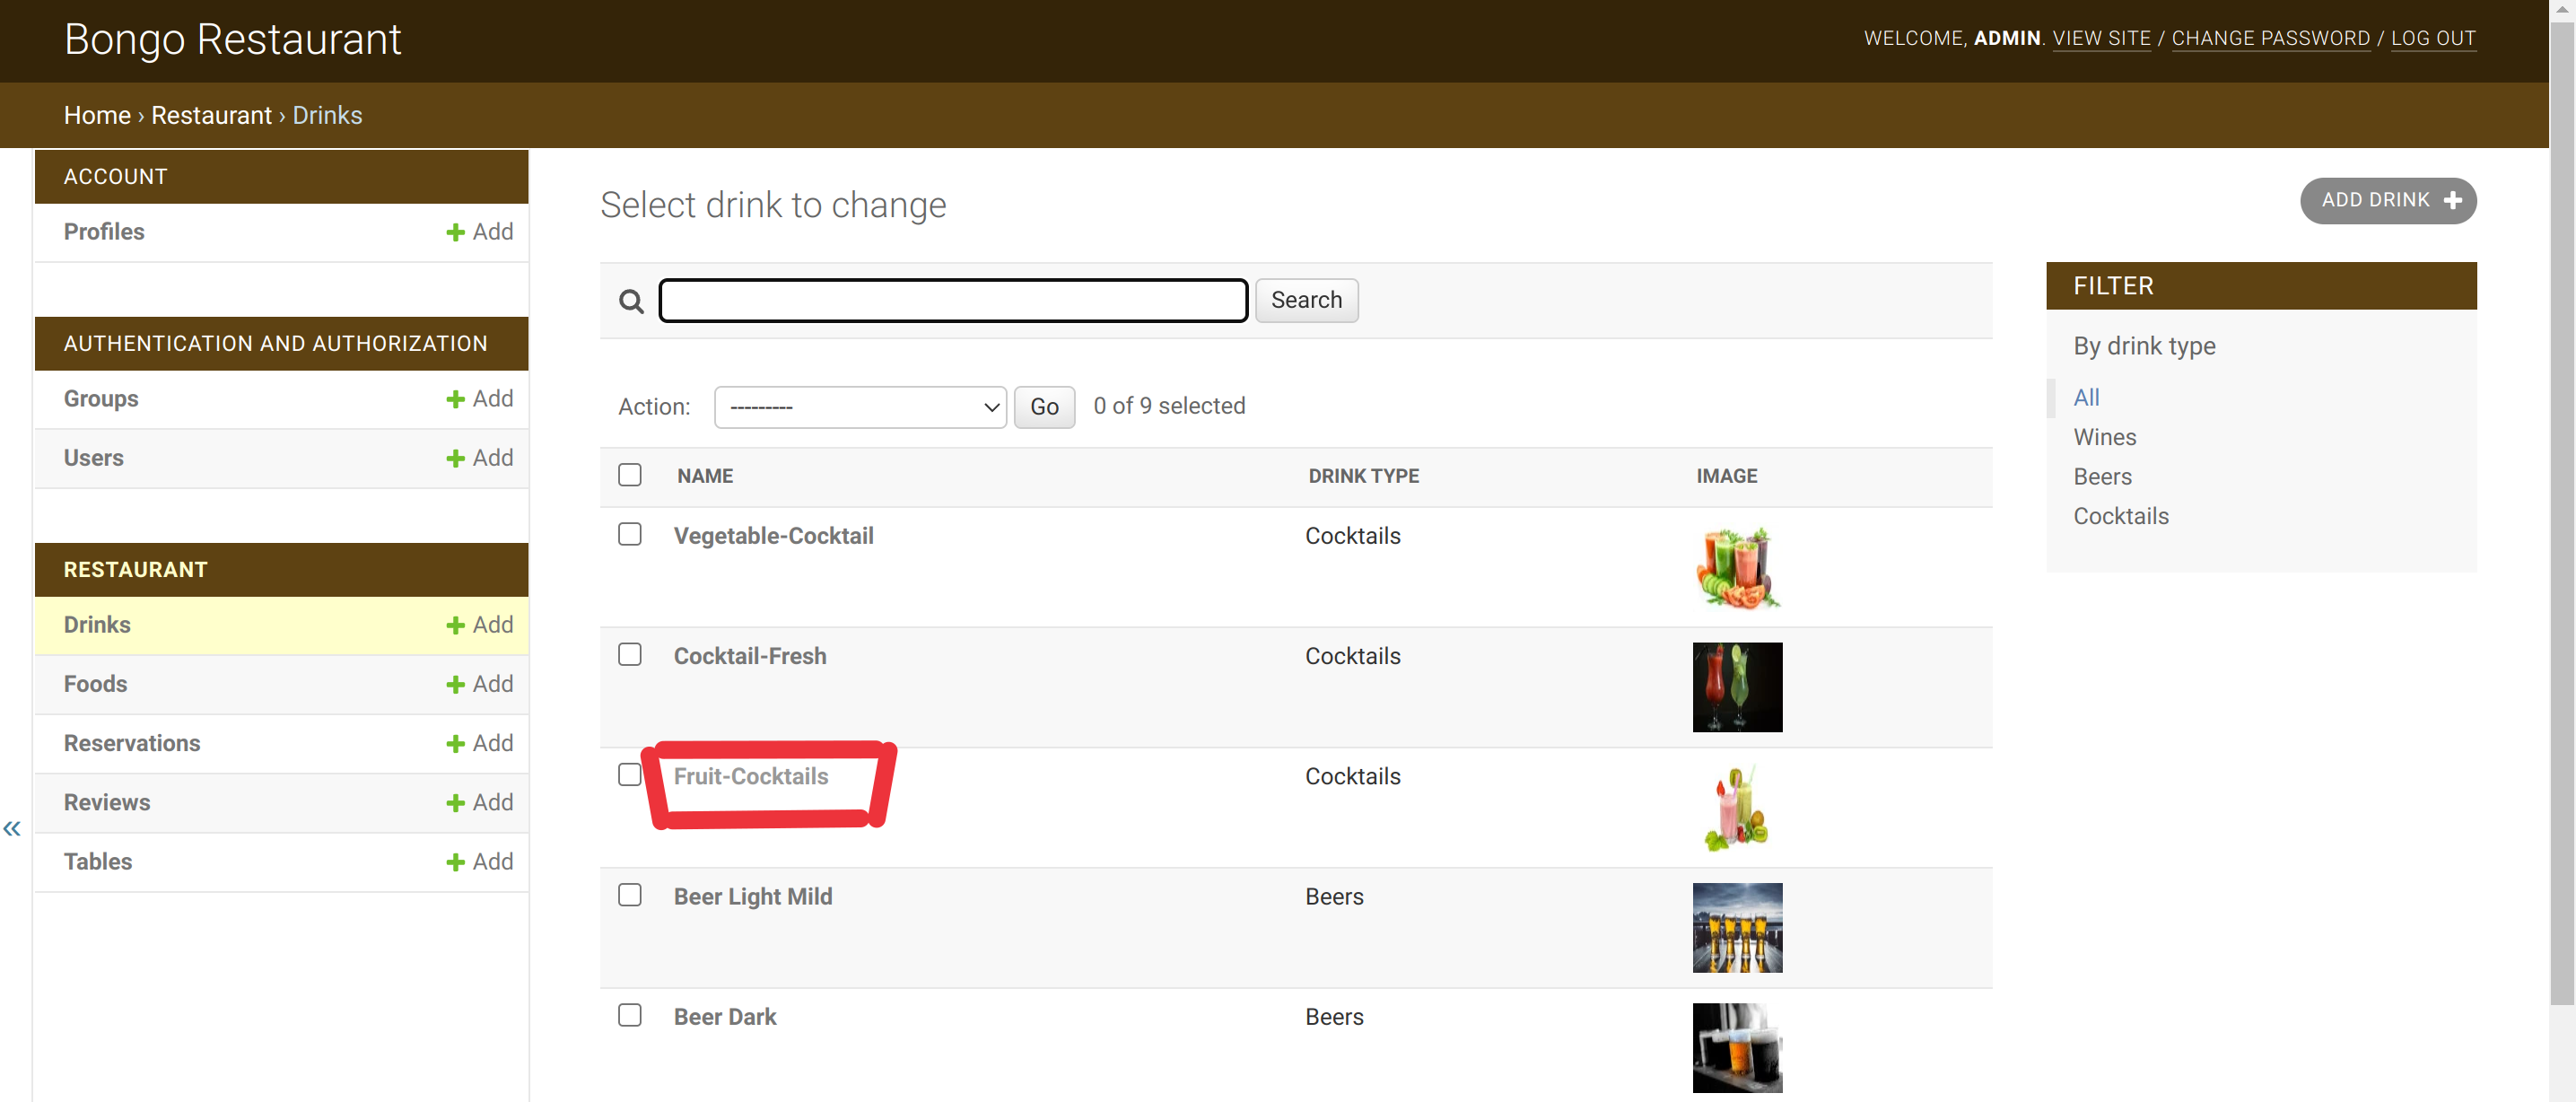 Bongo Restaurant
WELCOME, ADMIN. VIEW SITE / CHANGE PASSWORD / LOG OUT
Home › Restaurant › Drinks
ACCOUNT
Profiles + Add
AUTHENTICATION AND AUTHORIZATION
Groups + Add
Users + Add
RESTAURANT
Drinks + Add
Foods + Add
Reservations + Add
Reviews + Add
Tables + Add
«
Select drink to change
ADD DRINK +
Search
Action: --------- Go 0 of 9 selected
NAME DRINK TYPE IMAGE
Vegetable-Cocktail Cocktails
Cocktail-Fresh Cocktails
Fruit-Cocktails Cocktails
Beer Light Mild Beers
Beer Dark Beers
FILTER
By drink type
All
Wines
Beers
Cocktails